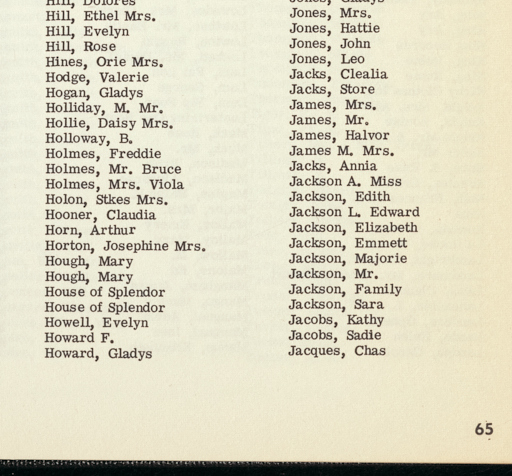 Hill, Dolores
Hill, Ethel Mrs.
Hill, Evelyn
Hill, Rose
Hines, Orie Mrs.
Hodge, Valerie
Hogan, Gladys
Holliday, M. Mr.
Hollie, Daisy Mrs.
Holloway, B.
Holmes, Freddie
Holmes, Mr. Bruce
Holmes, Mrs. Viola
Holon, Stkes Mrs.
Hooner, Claudia
Horn, Arthur
Horton, Josephine Mrs.
Hough, Mary
Hough, Mary
House of Splendor
House of Splendor
Howell, Evelyn
Howard F.
Howard, Gladys
Jones, Gladys
Jones, Mrs.
Jones, Hattie
Jones, John
Jones, Leo
Jacks, Clealia
Jacks, Store
James, Mrs.
James, Mr.
James, Halvor
James M. Mrs.
Jacks, Annia
Jackson A. Miss
Jackson, Edith
Jackson L. Edward
Jackson, Elizabeth
Jackson, Emmett
Jackson, Majorie
Jackson, Mr.
Jackson, Family
Jackson, Sara
Jacobs, Kathy
Jacobs, Sadie
Jacques, Chas
65